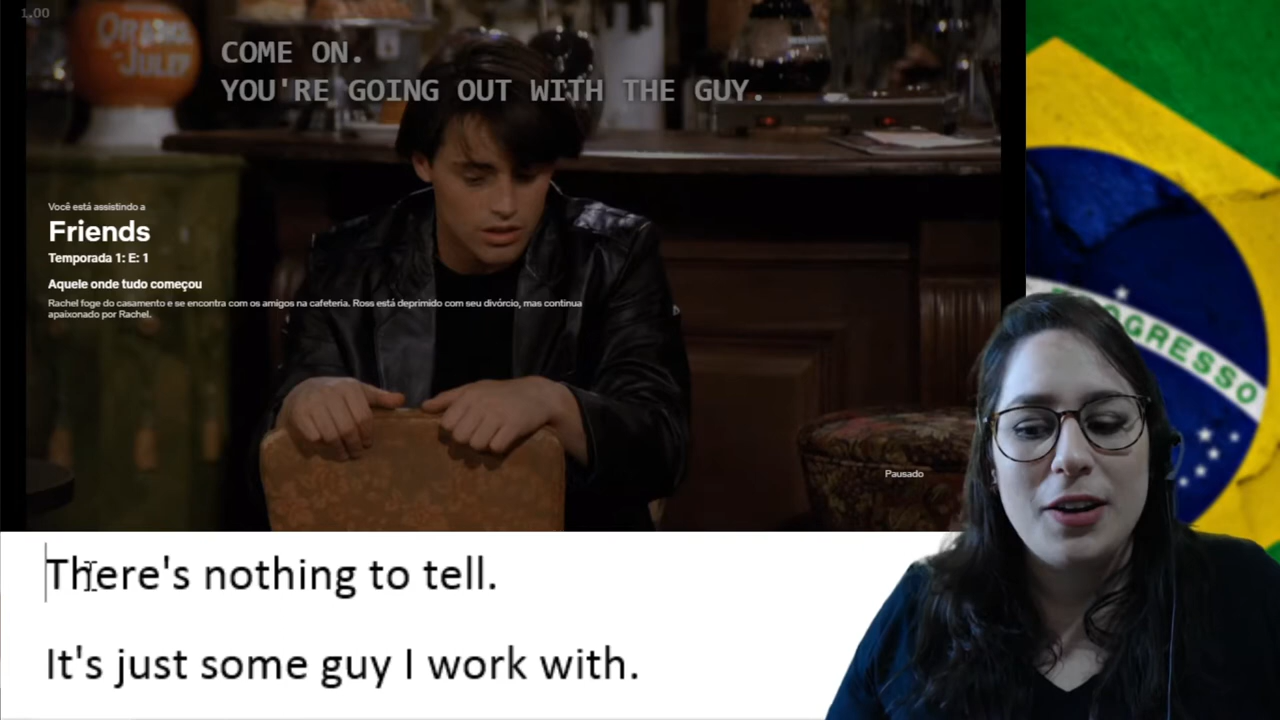 1.00
ORANGE
JULEP
COME ON.
YOU'RE GOING OUT WITH THE GUY.
Você está assistindo a
Friends
Temporada 1: E: 1
Aquele onde tudo começou
Rachel foge do casamento e se encontra com os amigos na cafeteria. Ross está deprimido com seu divórcio, mas continua
apaixonado por Rachel.
Pausado
PROGRESSO
There's nothing to tell.
It's just some guy I work with.